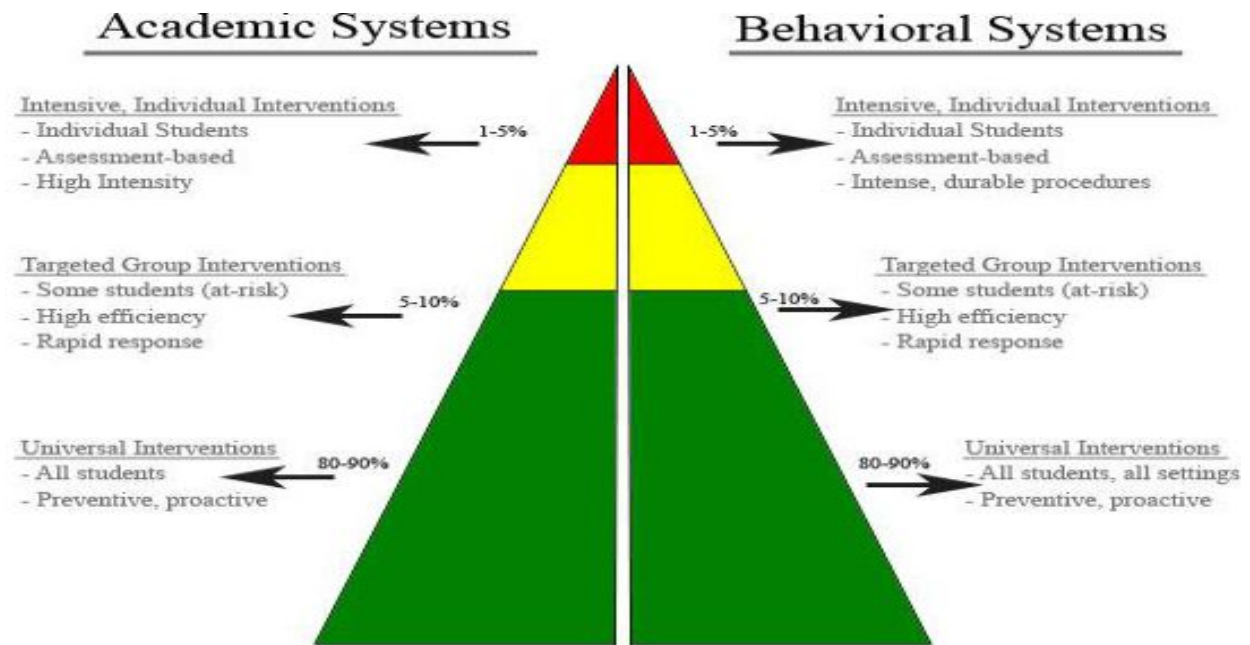 Academic Systems
Intensive, Individual Interventions
- Individual Students
- Assessment-based
- High Intensity
1-5%
Targeted Group Interventions
- Some students (at-risk)
- High efficiency
- Rapid response
5-10%
Universal Interventions
- All students
- Preventive, proactive
80-90%
Behavioral Systems
1-5%
Intensive, Individual Interventions
- Individual Students
- Assessment-based
- Intense, durable procedures
5-10%
Targeted Group Interventions
- Some students (at-risk)
- High efficiency
- Rapid response
80-90%
Universal Interventions
- All students, all settings
- Preventive, proactive